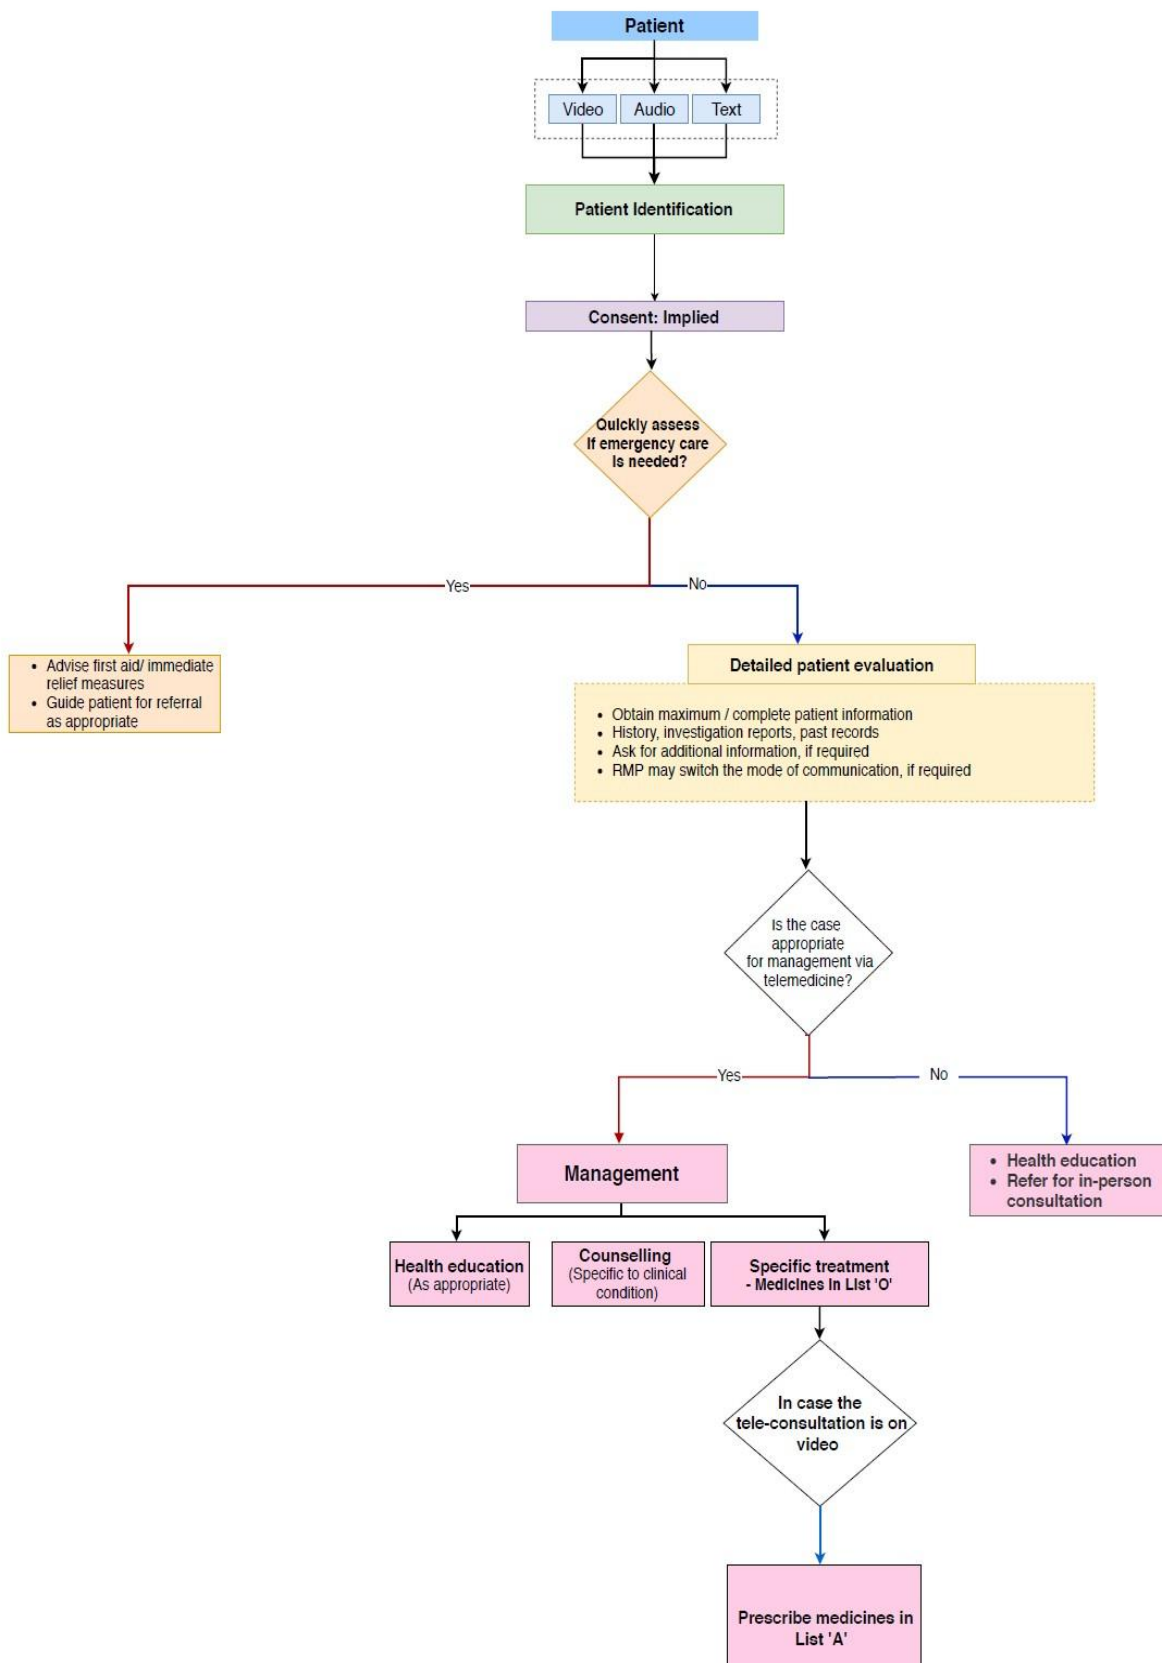 Patient
Video
Audio
Text
Patient Identification
Consent: Implied
Quickly assess
If emergency care
Is needed?
Yes
No
• Advise first aid/ immediate
relief measures
• Guide patient for referral
as appropriate
Detailed patient evaluation
• Obtain maximum / complete patient information
• History, investigation reports, past records
• Ask for additional information, if required
• RMP may switch the mode of communication, if required
Is the case
appropriate
for management via
telemedicine?
Yes
No
Management
• Health education
• Refer for in-person
consultation
Health education
(As appropriate)
Counselling
(Specific to clinical
condition)
Specific treatment
- Medicines In List 'O'
In case the
tele-consultation is on
video
Prescribe medicines in
List 'A'